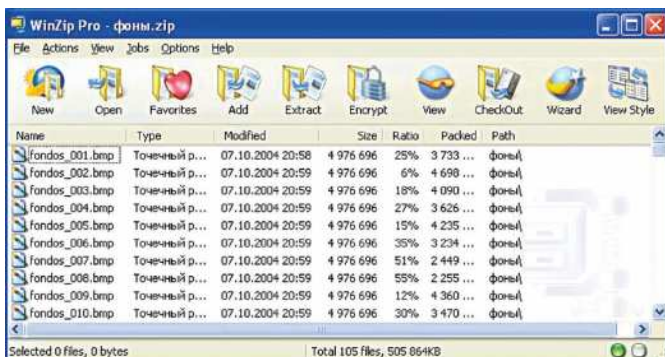 WinZip Pro - фоны.zip
File Actions View Jobs Options Help
New Open Favorites Add Extract Encrypt View CheckOut Wizard View Style
Name Type Modified Size Ratio Packed Path
fondos_001.bmp Точечный р... 07.10.2004 20:58 4 976 696 25% 3 733 ... фоны\
fondos_002.bmp Точечный р... 07.10.2004 20:59 4 976 696 6% 4 698 ... фоны\
fondos_003.bmp Точечный р... 07.10.2004 20:59 4 976 696 18% 4 090 ... фоны\
fondos_004.bmp Точечный р... 07.10.2004 20:59 4 976 696 27% 3 626 ... фоны\
fondos_005.bmp Точечный р... 07.10.2004 20:59 4 976 696 15% 4 235 ... фоны\
fondos_006.bmp Точечный р... 07.10.2004 20:59 4 976 696 35% 3 234 ... фоны\
fondos_007.bmp Точечный р... 07.10.2004 20:59 4 976 696 51% 2 449 ... фоны\
fondos_008.bmp Точечный р... 07.10.2004 20:59 4 976 696 55% 2 255 ... фоны\
fondos_009.bmp Точечный р... 07.10.2004 20:59 4 976 696 12% 4 360 ... фоны\
fondos_010.bmp Точечный р... 07.10.2004 20:59 4 976 696 30% 3 470 ... фоны\
Selected 0 files, 0 bytes Total 105 files, 505 864KB